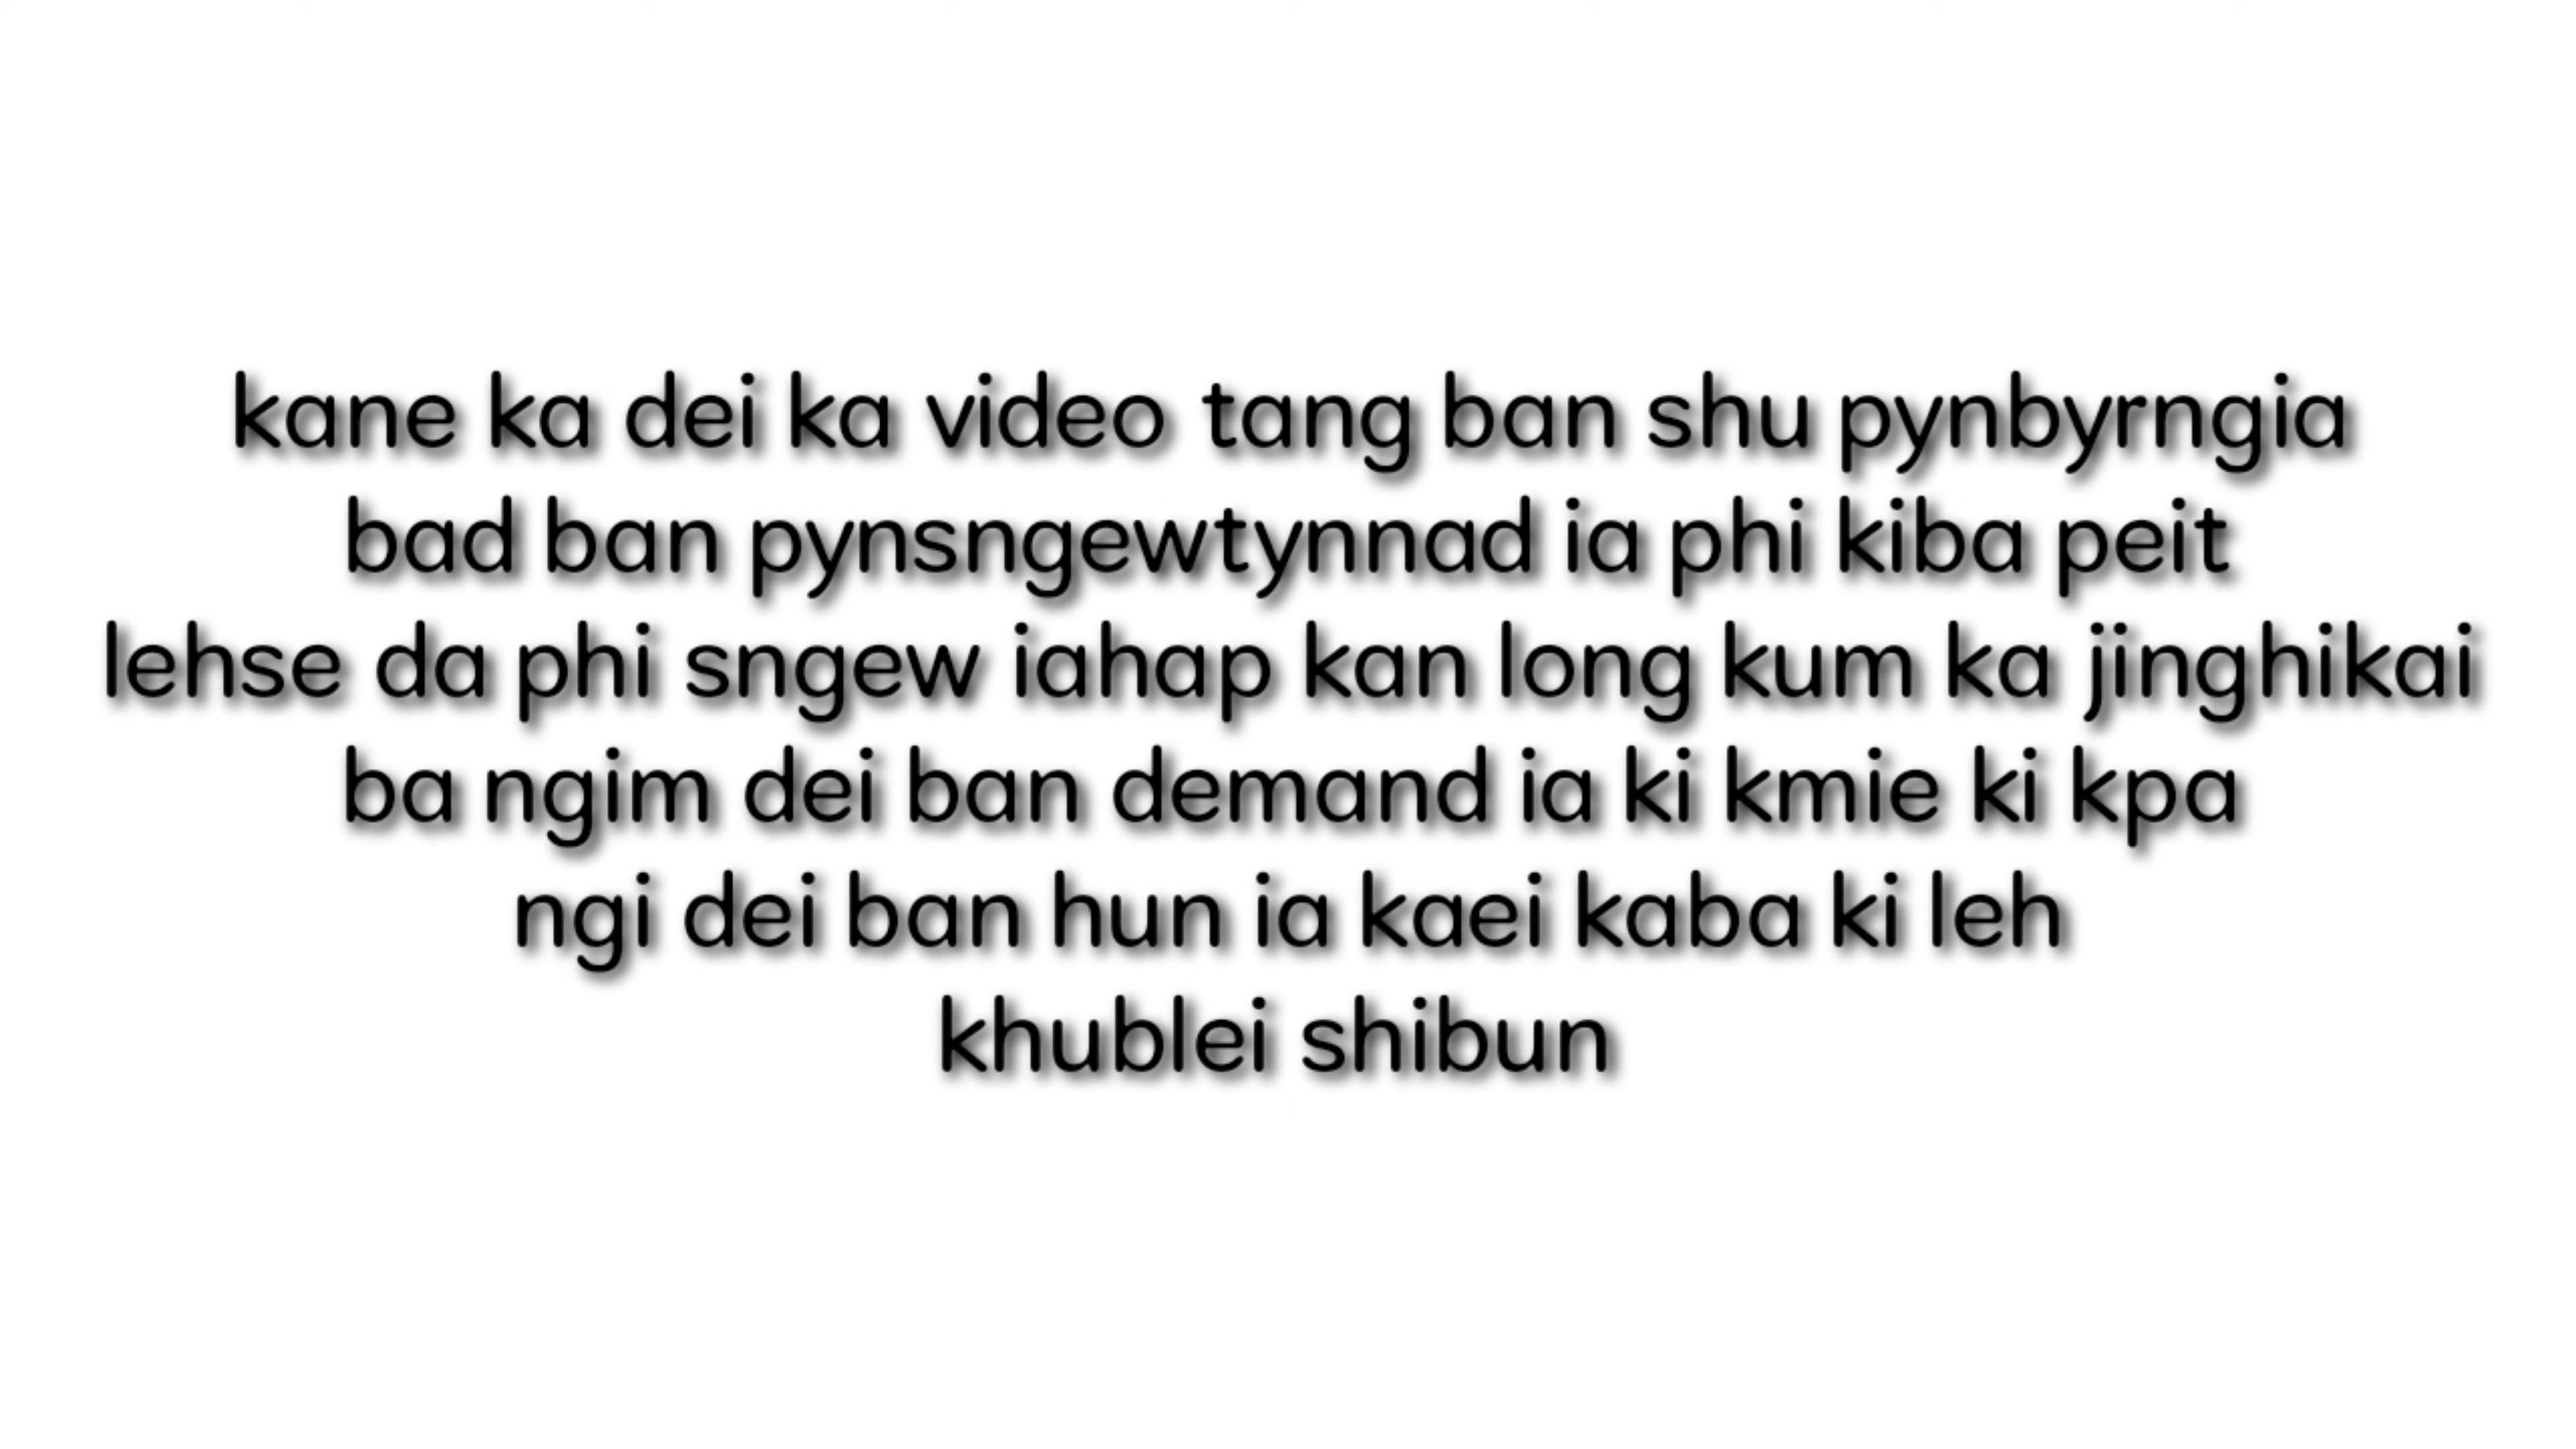 kane ka dei ka video tang ban shu pynbyrngia
bad ban pynsngewtynnad ia phi kiba peit
lehse da phi sngew iahap kan long kum ka jinghikai
ba ngim dei ban demand ia ki kmie ki kpa
ngi dei ban hun ia kaei kaba ki leh
khublei shibun